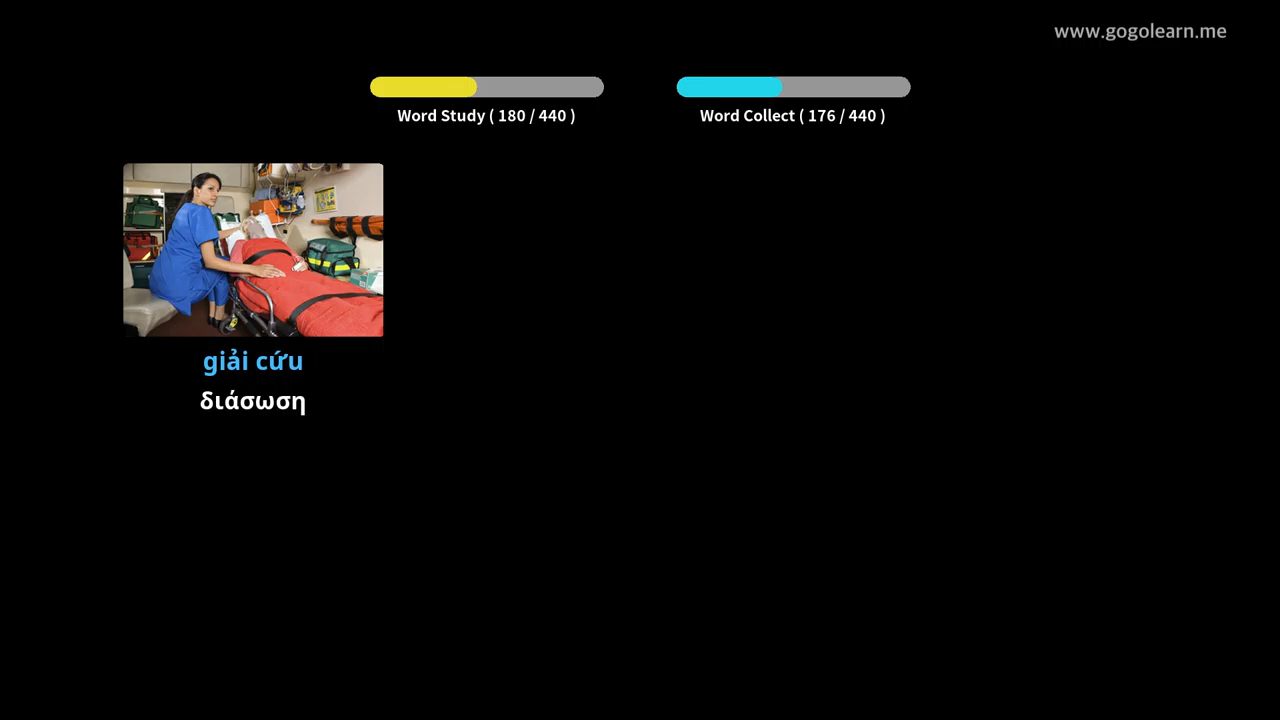 www.gogolearn.me
Word Study ( 180 / 440 )
Word Collect ( 176 / 440 )
giải cứu
διάσωση